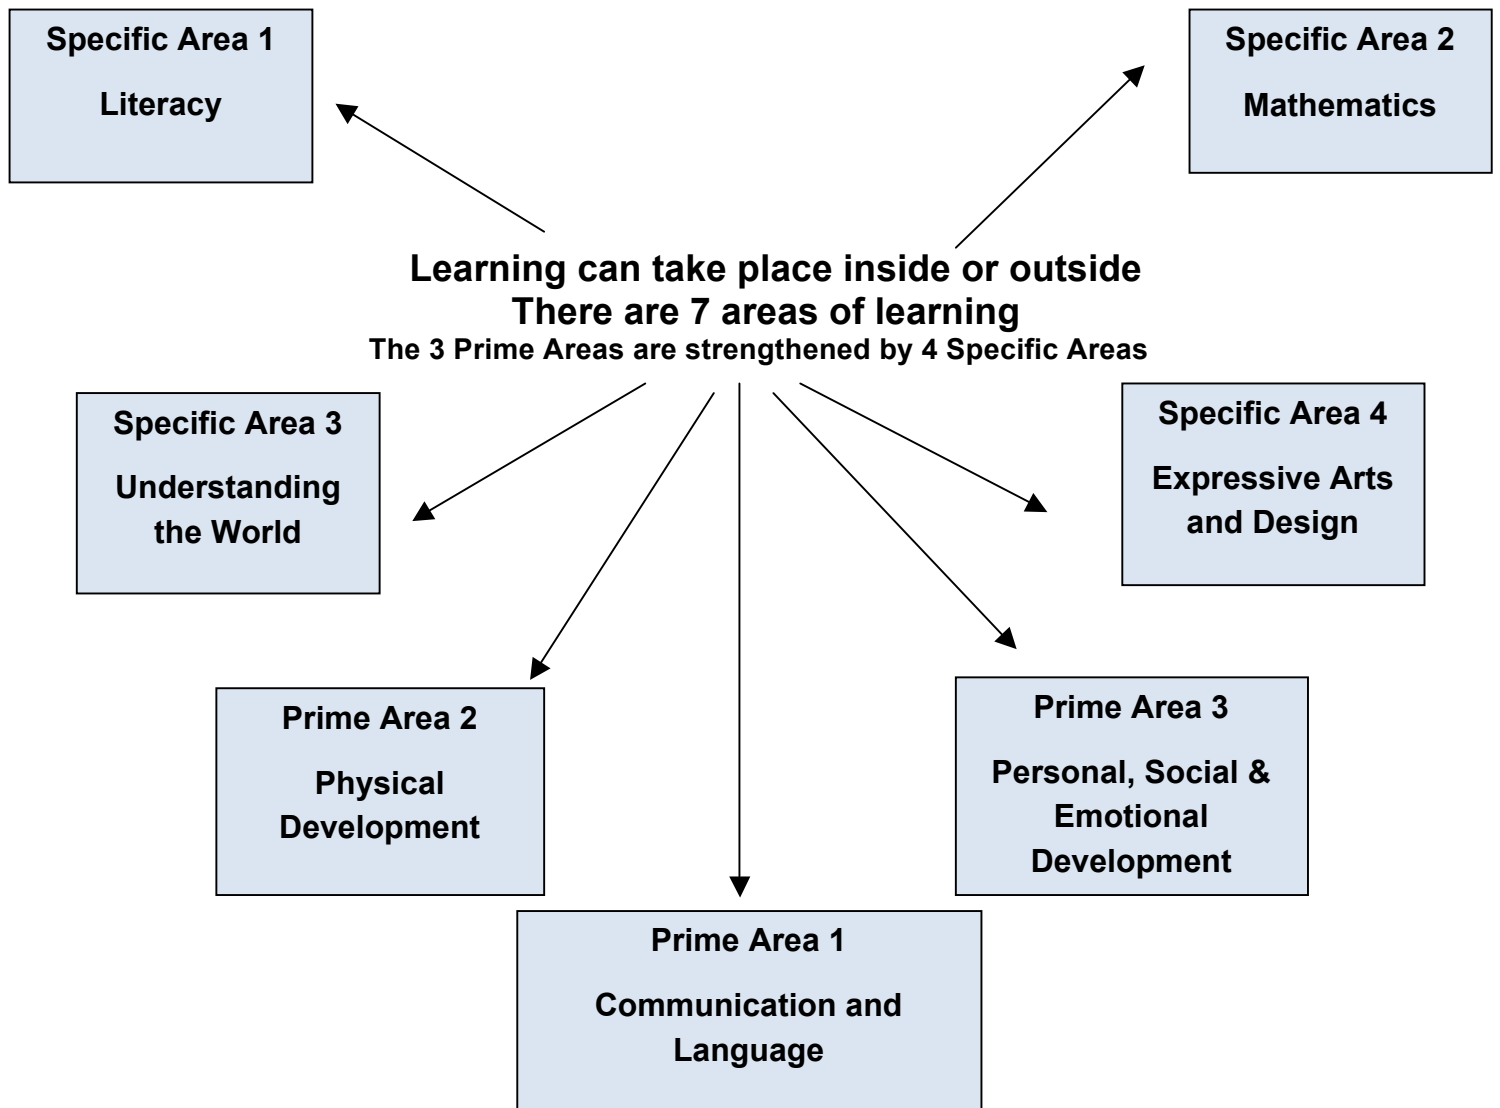 Specific Area 1
Literacy
Specific Area 2
Mathematics
Learning can take place inside or outside
There are 7 areas of learning
The 3 Prime Areas are strengthened by 4 Specific Areas
Specific Area 3
Understanding
the World
Specific Area 4
Expressive Arts
and Design
Prime Area 2
Physical
Development
Prime Area 3
Personal, Social &
Emotional
Development
Prime Area 1
Communication and
Language